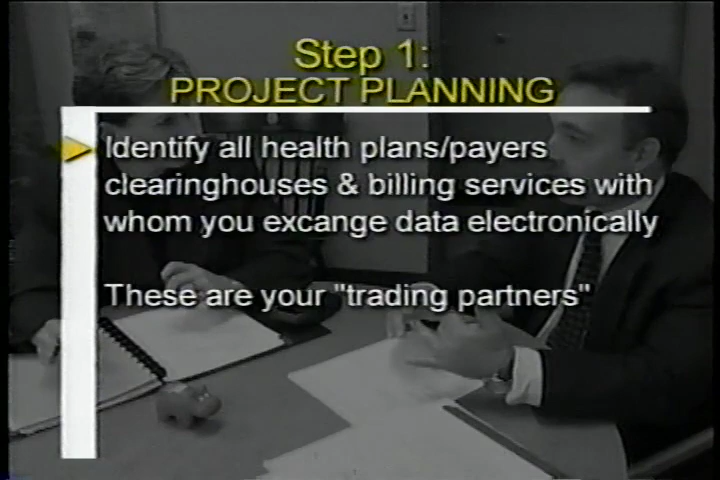 Step 1:
PROJECT PLANNING
Identify all health plans/payers
clearinghouses & billing services with
whom you excange data electronically
These are your "trading partners"